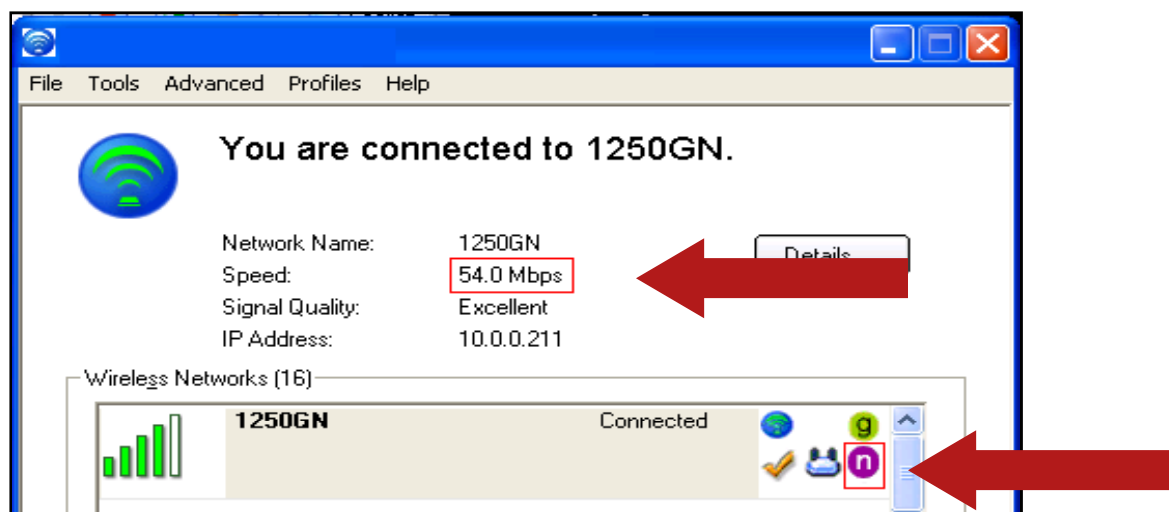 File Tools Advanced Profiles Help
You are connected to 1250GN.
Network Name: 1250GN
Speed: 54.0 Mbps
Signal Quality: Excellent
IP Address: 10.0.0.211
Details
Wireless Networks (16)
1250GN Connected
g
n